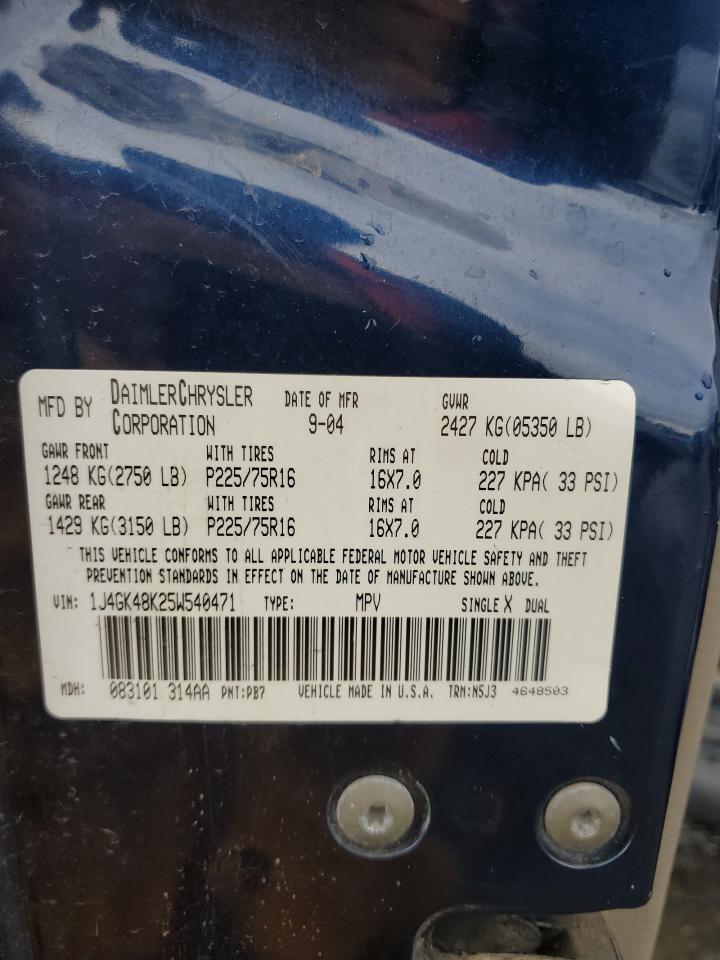 MFD BY DAIMLERCHRYSLER CORPORATION DATE OF MFR 9-04 GVWR 2427 KG(05350 LB)
GAWR FRONT WITH TIRES RIMS AT COLD
1248 KG(2750 LB) P225/75R16 16X7.0 227 KPA( 33 PSI)
GAWR REAR WITH TIRES RIMS AT COLD
1429 KG(3150 LB) P225/75R16 16X7.0 227 KPA( 33 PSI)
THIS VEHICLE CONFORMS TO ALL APPLICABLE FEDERAL MOTOR VEHICLE SAFETY AND THEFT
PREVENTION STANDARDS IN EFFECT ON THE DATE OF MANUFACTURE SHOWN ABOVE.
VIN: 1J4GK48K25W540471 TYPE: MPV SINGLE X DUAL
MDH: 083101 314AA PNT:PB7 VEHICLE MADE IN U.S.A. TRM:N5J3 4648503